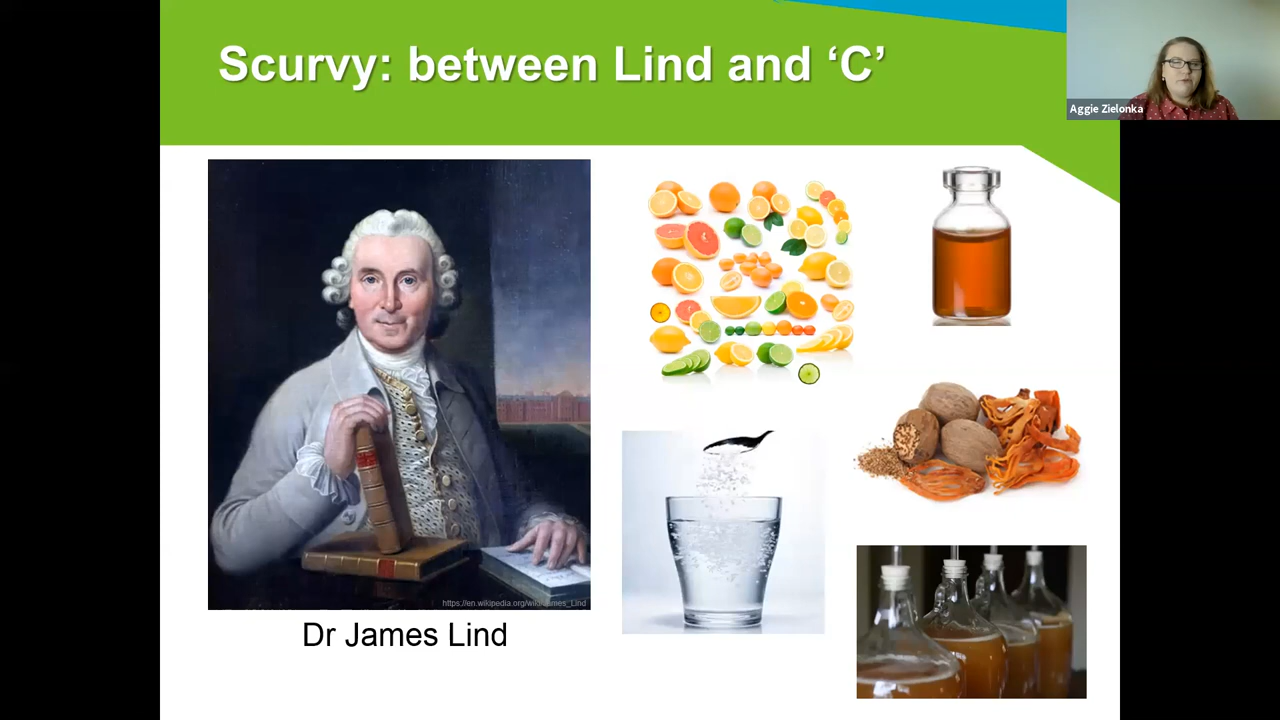 Scurvy: between Lind and ‘C’
Aggie Zielonka
https://en.wikipedia.org/wiki/James_Lind
Dr James Lind